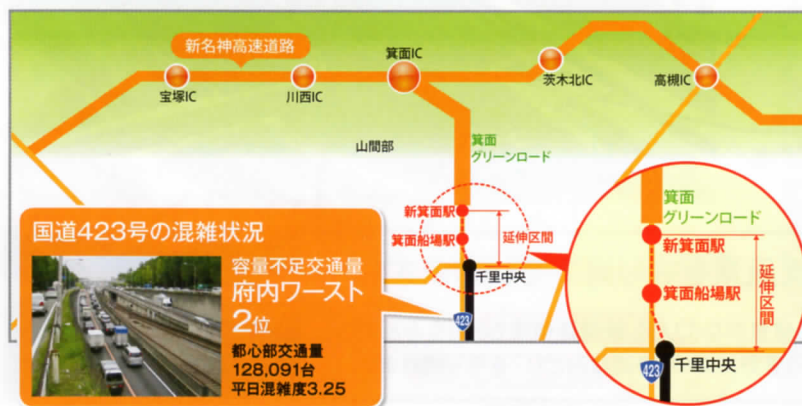 新名神高速道路
箕面IC
宝塚IC
川西IC
茨木北IC
高槻IC
山間部
箕面
グリーンロード
新箕面駅
箕面船場駅
延伸区間
千里中央
423
国道423号の混雑状況
容量不足交通量
府内ワースト
2位
都心部交通量
128,091台
平日混雑度3.25
箕面
グリーンロード
新箕面駅
箕面船場駅
延伸区間
千里中央
423